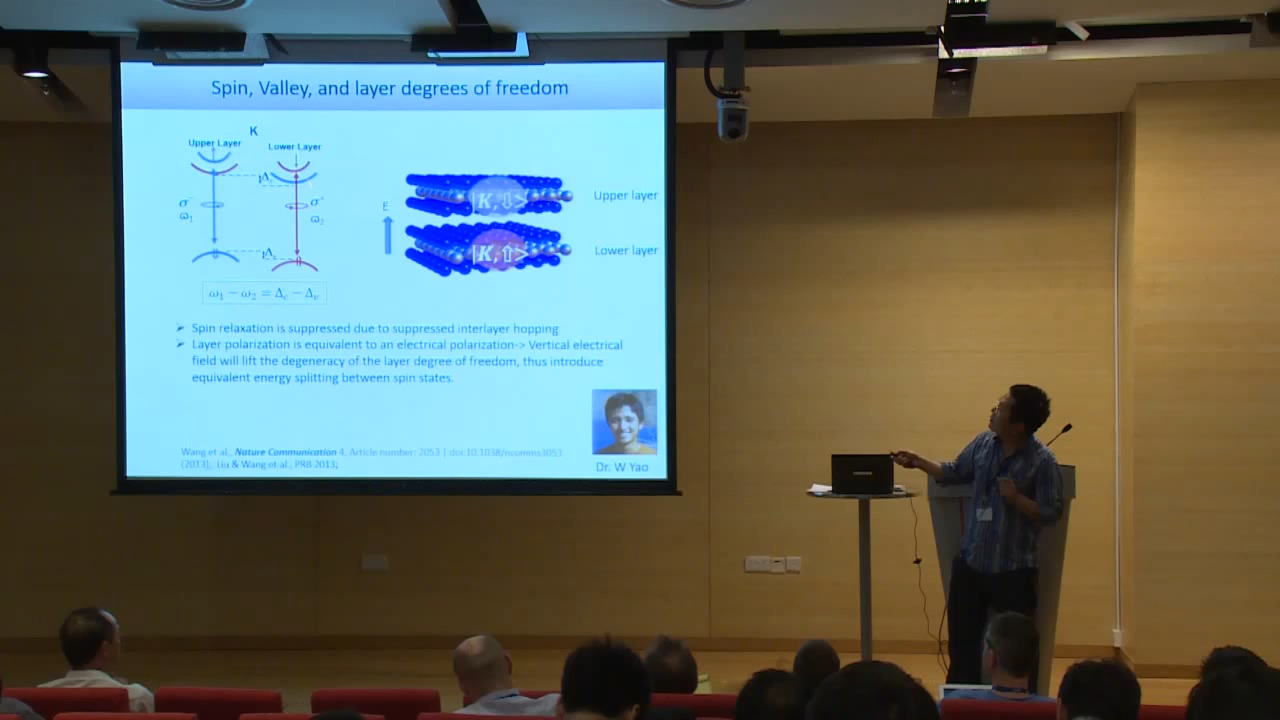 Spin, Valley, and layer degrees of freedom
K
Upper Layer
Lower Layer
Upper layer
Lower layer
E
|K,⇩>
|K,⇧>
ω₁ − ω₂ = Δc − Δv
➢ Spin relaxation is suppressed due to suppressed interlayer hopping
➢ Layer polarization is equivalent to an electrical polarization-> Vertical electrical
field will lift the degeneracy of the layer degree of freedom, thus introduce
equivalent energy splitting between spin states.
Wang et al., Nature Communication 4, Article number: 2053 | doi:10.1038/ncomms3053
(2013), Liu & Wang et al., PRB 2013;
Dr. W Yao